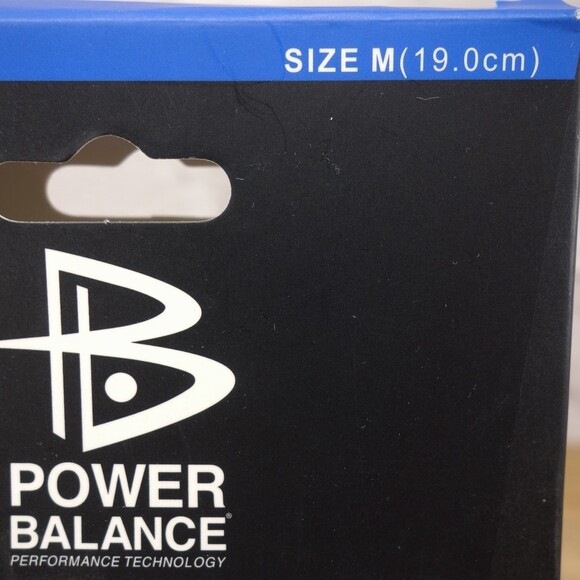 SIZE M(19.0cm)
POWER
BALANCE®
PERFORMANCE TECHNOLOGY